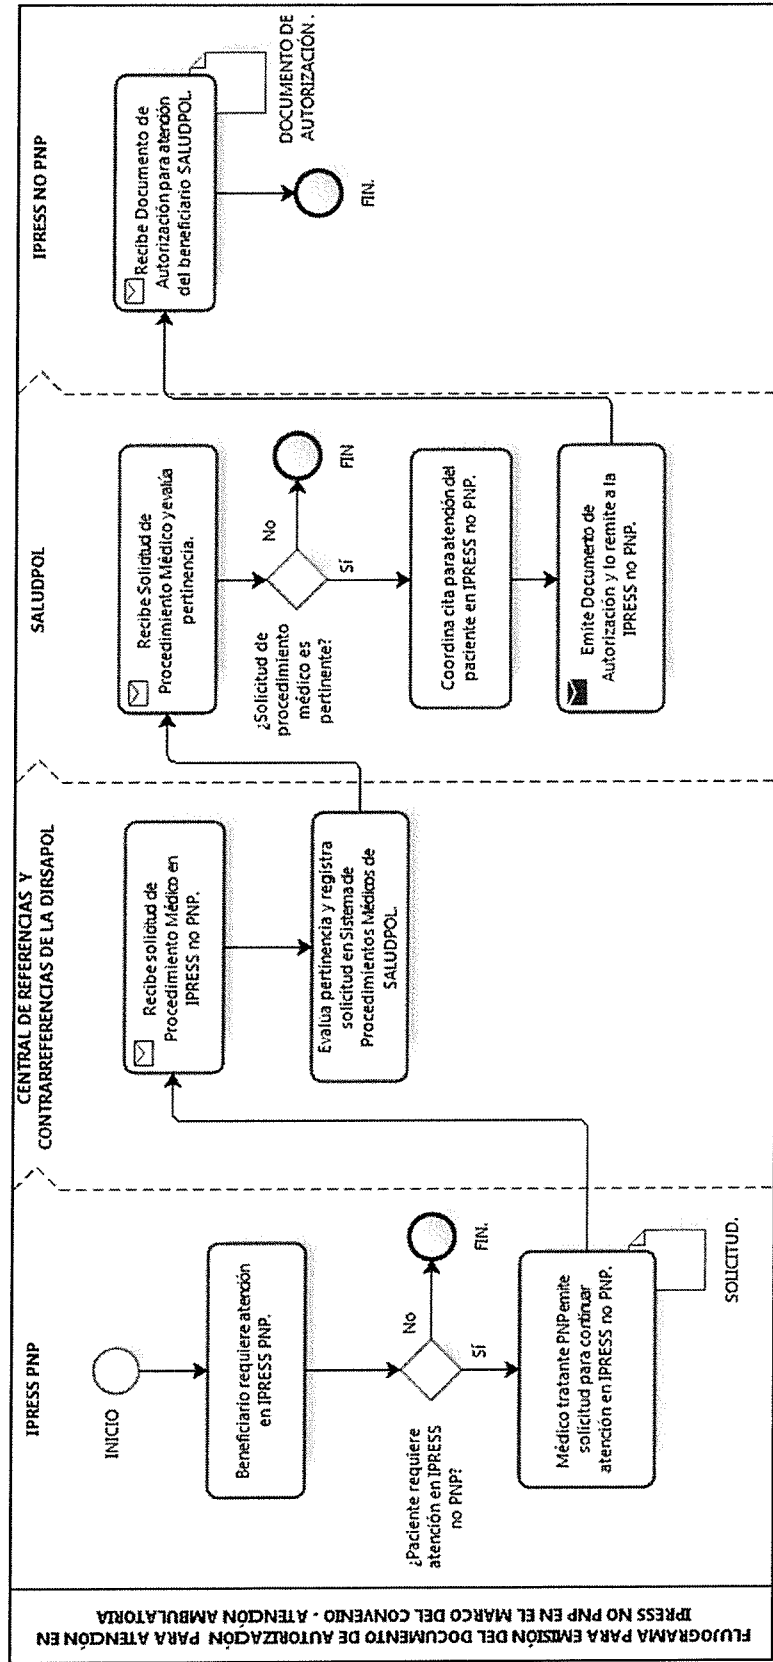 FLUJOGRAMA PARA EMISIÓN DEL DOCUMENTO DE AUTORIZACIÓN PARA ATENCIÓN EN
IPRESS NO PNP EN EL MARCO DEL CONVENIO - ATENCIÓN AMBULATORIA
IPRESS PNP
INICIO
Beneficiario requiere atención
en IPRESS PNP.
¿Paciente requiere
atención en IPRESS
no PNP?
No
FIN.
Sí
Médico tratante PNP emite
solicitud para continuar
atención en IPRESS no PNP.
SOLICITUD.
CENTRAL DE REFERENCIAS Y
CONTRARREFERENCIAS DE LA DIRSAPOL
Recibe solicitud de
Procedimiento Médico en
IPRESS no PNP.
Evalua pertinencia y registra
solicitud en Sistema de
Procedimientos Médicos de
SALUDPOL.
SALUDPOL
Recibe Solicitud de
Procedimiento Médico y evalúa
pertinencia.
¿Solicitud de
procedimiento
médico es
pertinente?
No
FIN
Sí
Coordina cita para atención del
paciente en IPRESS no PNP.
Emite Documento de
Autorización y lo remite a la
IPRESS no PNP.
IPRESS NO PNP
Recibe Documento de
Autorización para atención
del beneficiario SALUDPOL.
DOCUMENTO DE
AUTORIZACIÓN.
FIN.